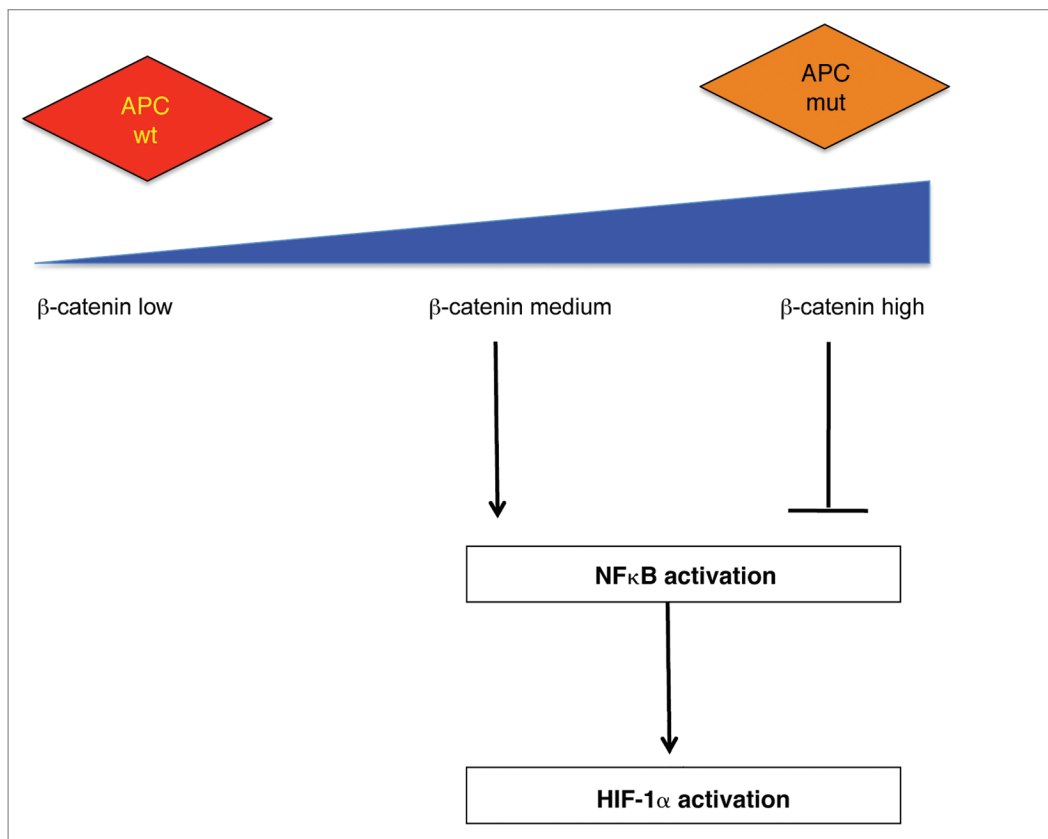 APC
wt
APC
mut
β-catenin low
β-catenin medium
β-catenin high
NFκB activation
HIF-1α activation